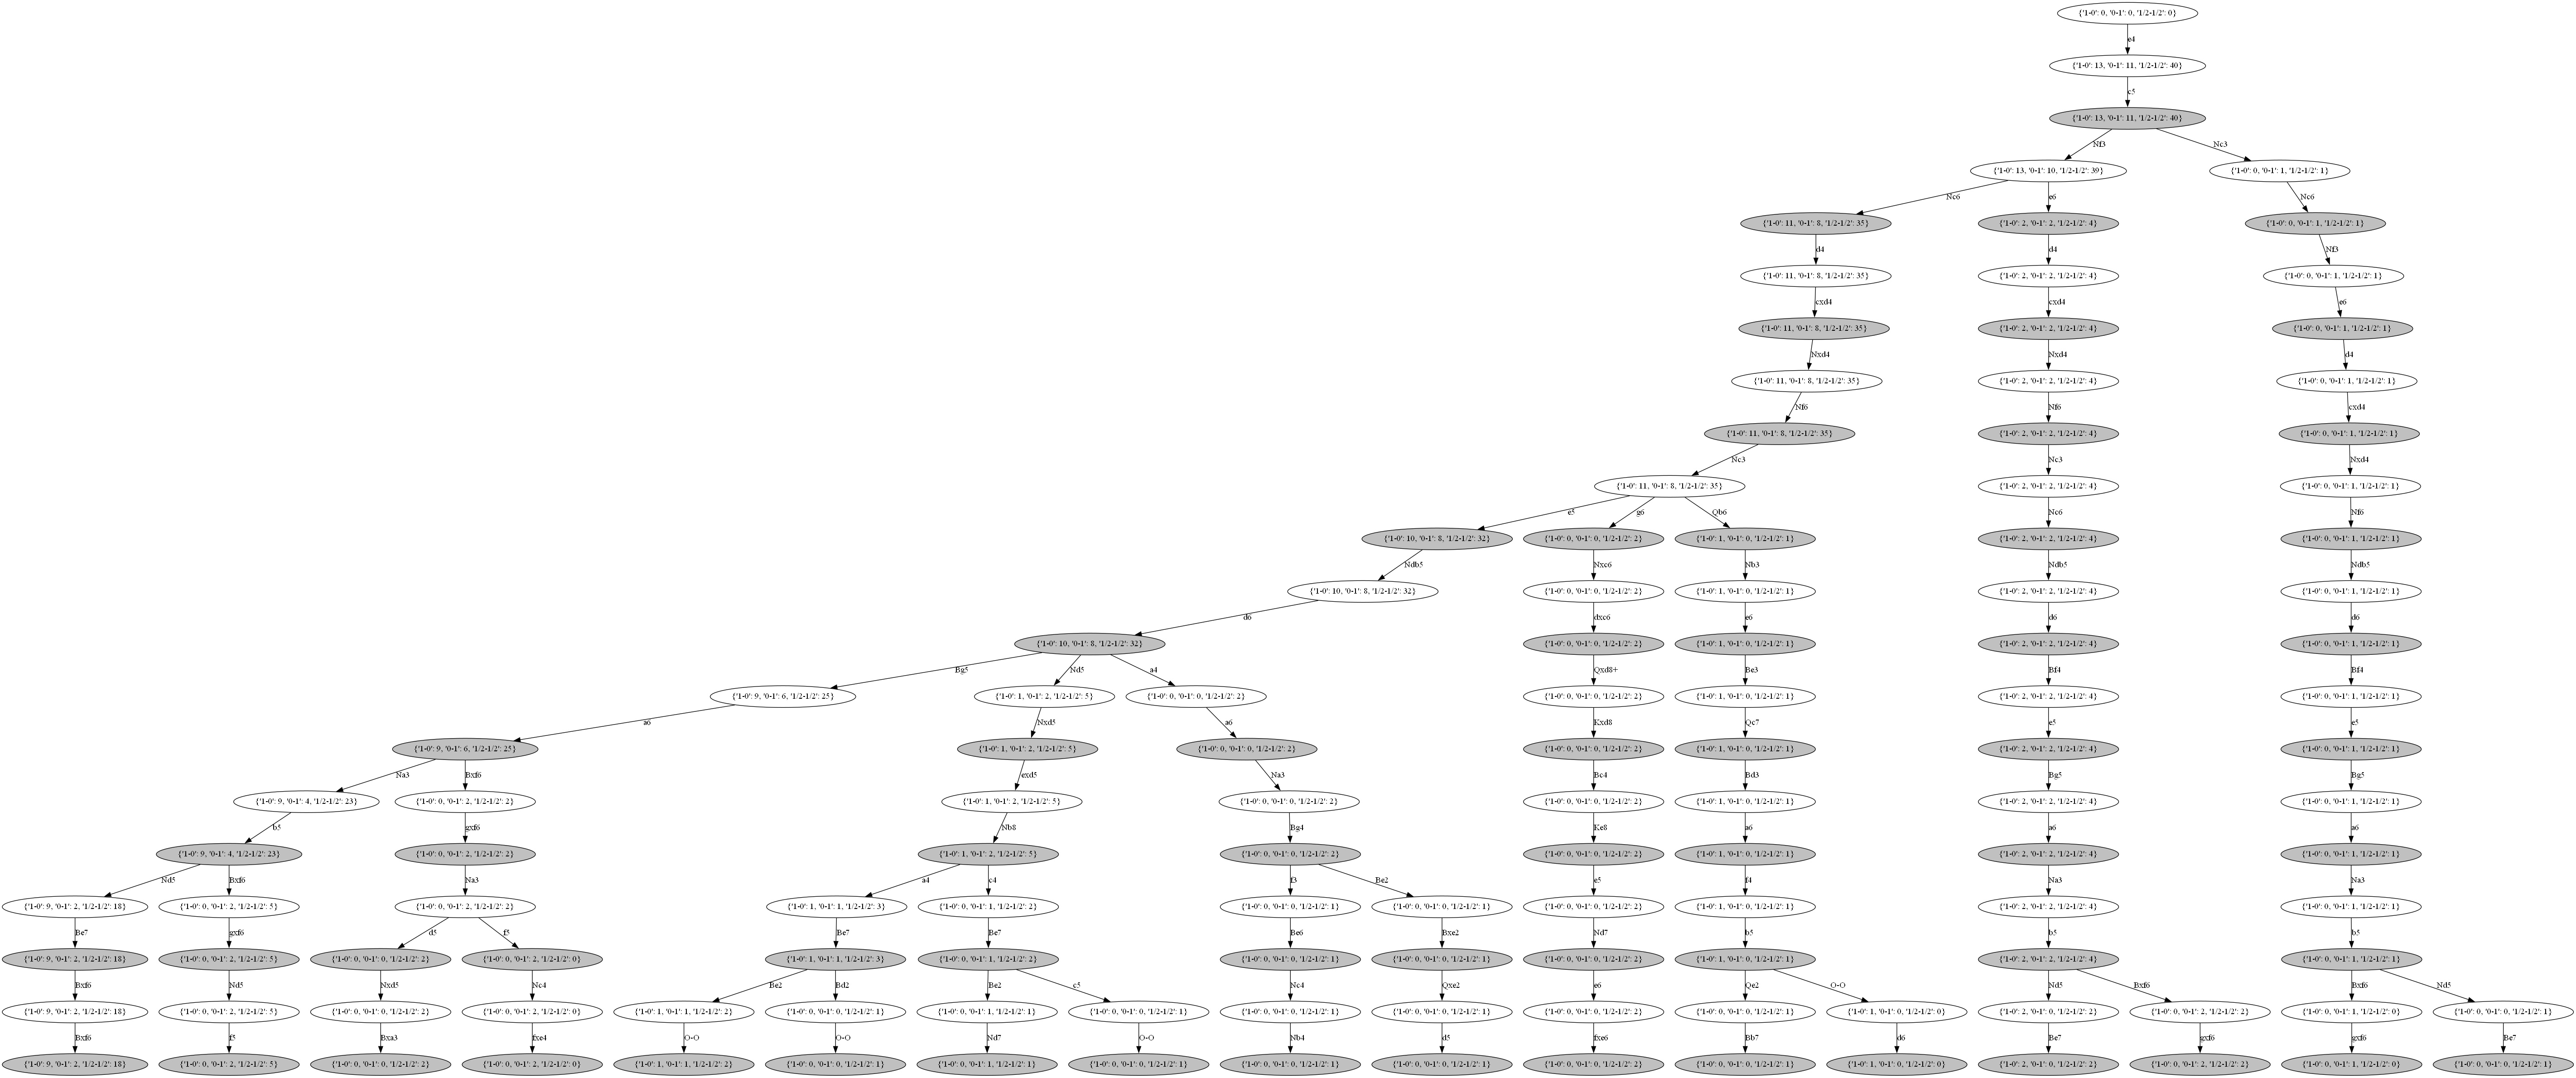 {'1-0': 0, '0-1': 0, '1/2-1/2': 0}
e4
{'1-0': 13, '0-1': 11, '1/2-1/2': 40}
c5
{'1-0': 13, '0-1': 11, '1/2-1/2': 40}
Nf3 Nc3
{'1-0': 13, '0-1': 10, '1/2-1/2': 39} {'1-0': 0, '0-1': 1, '1/2-1/2': 1}
Nc6 e6 Nc6
{'1-0': 11, '0-1': 8, '1/2-1/2': 35} {'1-0': 2, '0-1': 2, '1/2-1/2': 4} {'1-0': 0, '0-1': 1, '1/2-1/2': 1}
d4 d4 Nf3
{'1-0': 11, '0-1': 8, '1/2-1/2': 35} {'1-0': 2, '0-1': 2, '1/2-1/2': 4} {'1-0': 0, '0-1': 1, '1/2-1/2': 1}
cxd4 cxd4 e6
{'1-0': 11, '0-1': 8, '1/2-1/2': 35} {'1-0': 2, '0-1': 2, '1/2-1/2': 4} {'1-0': 0, '0-1': 1, '1/2-1/2': 1}
Nxd4 Nxd4 d4
{'1-0': 11, '0-1': 8, '1/2-1/2': 35} {'1-0': 2, '0-1': 2, '1/2-1/2': 4} {'1-0': 0, '0-1': 1, '1/2-1/2': 1}
Nf6 Nf6 cxd4
{'1-0': 11, '0-1': 8, '1/2-1/2': 35} {'1-0': 2, '0-1': 2, '1/2-1/2': 4} {'1-0': 0, '0-1': 1, '1/2-1/2': 1}
Nc3 Nc3 Nxd4
{'1-0': 11, '0-1': 8, '1/2-1/2': 35} {'1-0': 2, '0-1': 2, '1/2-1/2': 4} {'1-0': 0, '0-1': 1, '1/2-1/2': 1}
e5 g6 Qb6 Nc6 Nf6
{'1-0': 10, '0-1': 8, '1/2-1/2': 32} {'1-0': 0, '0-1': 0, '1/2-1/2': 2} {'1-0': 1, '0-1': 0, '1/2-1/2': 1} {'1-0': 2, '0-1': 2, '1/2-1/2': 4} {'1-0': 0, '0-1': 1, '1/2-1/2': 1}
Ndb5 Nxc6 Nb3 Ndb5 Ndb5
{'1-0': 10, '0-1': 8, '1/2-1/2': 32} {'1-0': 0, '0-1': 0, '1/2-1/2': 2} {'1-0': 1, '0-1': 0, '1/2-1/2': 1} {'1-0': 2, '0-1': 2, '1/2-1/2': 4} {'1-0': 0, '0-1': 1, '1/2-1/2': 1}
d6 dxc6 e6 d6 d6
{'1-0': 10, '0-1': 8, '1/2-1/2': 32} {'1-0': 0, '0-1': 0, '1/2-1/2': 2} {'1-0': 1, '0-1': 0, '1/2-1/2': 1} {'1-0': 2, '0-1': 2, '1/2-1/2': 4} {'1-0': 0, '0-1': 1, '1/2-1/2': 1}
Bg5 Nd5 a4 Qxd8+ Be3 Bf4 Bf4
{'1-0': 9, '0-1': 6, '1/2-1/2': 25} {'1-0': 1, '0-1': 2, '1/2-1/2': 5} {'1-0': 0, '0-1': 0, '1/2-1/2': 2} {'1-0': 0, '0-1': 0, '1/2-1/2': 2} {'1-0': 1, '0-1': 0, '1/2-1/2': 1} {'1-0': 2, '0-1': 2, '1/2-1/2': 4} {'1-0': 0, '0-1': 1, '1/2-1/2': 1}
a6 Nxd5 a6 Kxd8 Qc7 e5 e5
{'1-0': 9, '0-1': 6, '1/2-1/2': 25} {'1-0': 1, '0-1': 2, '1/2-1/2': 5} {'1-0': 0, '0-1': 0, '1/2-1/2': 2} {'1-0': 0, '0-1': 0, '1/2-1/2': 2} {'1-0': 1, '0-1': 0, '1/2-1/2': 1} {'1-0': 2, '0-1': 2, '1/2-1/2': 4} {'1-0': 0, '0-1': 1, '1/2-1/2': 1}
Na3 Bxf6 exd5 Na3 Bc4 Bd3 Bg5 Bg5
{'1-0': 9, '0-1': 4, '1/2-1/2': 23} {'1-0': 0, '0-1': 2, '1/2-1/2': 2} {'1-0': 1, '0-1': 2, '1/2-1/2': 5} {'1-0': 0, '0-1': 0, '1/2-1/2': 2} {'1-0': 0, '0-1': 0, '1/2-1/2': 2} {'1-0': 1, '0-1': 0, '1/2-1/2': 1} {'1-0': 2, '0-1': 2, '1/2-1/2': 4} {'1-0': 0, '0-1': 1, '1/2-1/2': 1}
b5 gxf6 Nb8 Bg4 Ke8 a6 a6 a6
{'1-0': 9, '0-1': 4, '1/2-1/2': 23} {'1-0': 0, '0-1': 2, '1/2-1/2': 2} {'1-0': 1, '0-1': 2, '1/2-1/2': 5} {'1-0': 0, '0-1': 0, '1/2-1/2': 2} {'1-0': 0, '0-1': 0, '1/2-1/2': 2} {'1-0': 1, '0-1': 0, '1/2-1/2': 1} {'1-0': 2, '0-1': 2, '1/2-1/2': 4} {'1-0': 0, '0-1': 1, '1/2-1/2': 1}
Nd5 Bxf6 Na3 a4 c4 f3 Be2 e5 f4 Na3 Na3
{'1-0': 9, '0-1': 2, '1/2-1/2': 18} {'1-0': 0, '0-1': 2, '1/2-1/2': 5} {'1-0': 0, '0-1': 2, '1/2-1/2': 2} {'1-0': 1, '0-1': 1, '1/2-1/2': 3} {'1-0': 0, '0-1': 1, '1/2-1/2': 2} {'1-0': 0, '0-1': 0, '1/2-1/2': 1} {'1-0': 0, '0-1': 0, '1/2-1/2': 1} {'1-0': 0, '0-1': 0, '1/2-1/2': 2} {'1-0': 1, '0-1': 0, '1/2-1/2': 1} {'1-0': 2, '0-1': 2, '1/2-1/2': 4} {'1-0': 0, '0-1': 1, '1/2-1/2': 1}
Be7 gxf6 d5 f5 Be7 Be7 Be6 Bxe2 Nd7 b5 b5 b5
{'1-0': 9, '0-1': 2, '1/2-1/2': 18} {'1-0': 0, '0-1': 2, '1/2-1/2': 5} {'1-0': 0, '0-1': 0, '1/2-1/2': 2} {'1-0': 0, '0-1': 2, '1/2-1/2': 0} {'1-0': 1, '0-1': 1, '1/2-1/2': 3} {'1-0': 0, '0-1': 1, '1/2-1/2': 2} {'1-0': 0, '0-1': 0, '1/2-1/2': 1} {'1-0': 0, '0-1': 0, '1/2-1/2': 1} {'1-0': 0, '0-1': 0, '1/2-1/2': 2} {'1-0': 1, '0-1': 0, '1/2-1/2': 1} {'1-0': 2, '0-1': 2, '1/2-1/2': 4} {'1-0': 0, '0-1': 1, '1/2-1/2': 1}
Bxf6 Nd5 Nxd5 Nc4 Be2 Bd2 Be2 c5 Nc4 Qxe2 e6 Qe2 O-O Nd5 Bxf6 Bxf6 Nd5
{'1-0': 9, '0-1': 2, '1/2-1/2': 18} {'1-0': 0, '0-1': 2, '1/2-1/2': 5} {'1-0': 0, '0-1': 0, '1/2-1/2': 2} {'1-0': 0, '0-1': 2, '1/2-1/2': 0} {'1-0': 1, '0-1': 1, '1/2-1/2': 2} {'1-0': 0, '0-1': 0, '1/2-1/2': 1} {'1-0': 0, '0-1': 1, '1/2-1/2': 1} {'1-0': 0, '0-1': 0, '1/2-1/2': 1} {'1-0': 0, '0-1': 0, '1/2-1/2': 1} {'1-0': 0, '0-1': 0, '1/2-1/2': 1} {'1-0': 0, '0-1': 0, '1/2-1/2': 2} {'1-0': 0, '0-1': 0, '1/2-1/2': 1} {'1-0': 1, '0-1': 0, '1/2-1/2': 0} {'1-0': 2, '0-1': 0, '1/2-1/2': 2} {'1-0': 0, '0-1': 2, '1/2-1/2': 2} {'1-0': 0, '0-1': 1, '1/2-1/2': 0} {'1-0': 0, '0-1': 0, '1/2-1/2': 1}
Bxf6 f5 Bxa3 fxe4 O-O O-O Nd7 O-O Nb4 d5 fxe6 Bb7 d6 Be7 gxf6 gxf6 Be7
{'1-0': 9, '0-1': 2, '1/2-1/2': 18} {'1-0': 0, '0-1': 2, '1/2-1/2': 5} {'1-0': 0, '0-1': 0, '1/2-1/2': 2} {'1-0': 0, '0-1': 2, '1/2-1/2': 0} {'1-0': 1, '0-1': 1, '1/2-1/2': 2} {'1-0': 0, '0-1': 0, '1/2-1/2': 1} {'1-0': 0, '0-1': 1, '1/2-1/2': 1} {'1-0': 0, '0-1': 0, '1/2-1/2': 1} {'1-0': 0, '0-1': 0, '1/2-1/2': 1} {'1-0': 0, '0-1': 0, '1/2-1/2': 1} {'1-0': 0, '0-1': 0, '1/2-1/2': 2} {'1-0': 0, '0-1': 0, '1/2-1/2': 1} {'1-0': 1, '0-1': 0, '1/2-1/2': 0} {'1-0': 2, '0-1': 0, '1/2-1/2': 2} {'1-0': 0, '0-1': 2, '1/2-1/2': 2} {'1-0': 0, '0-1': 1, '1/2-1/2': 0} {'1-0': 0, '0-1': 0, '1/2-1/2': 1}